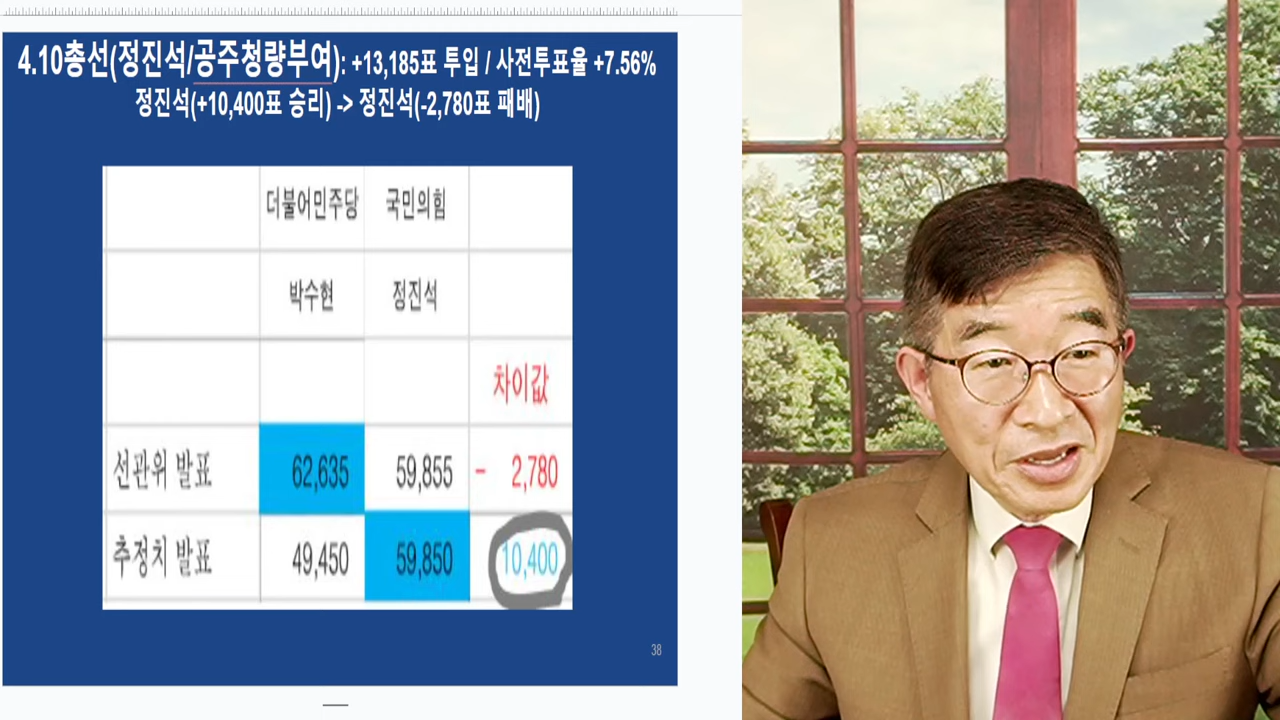 4.10총선(정진석/공주청량부여): +13,185표 투입 / 사전투표율 +7.56%
정진석(+10,400표 승리) -> 정진석(-2,780표 패배)
더불어민주당 국민의힘
박수현 정진석
차이값
선관위 발표 62,635 59,855 - 2,780
추정치 발표 49,450 59,850 10,400
38